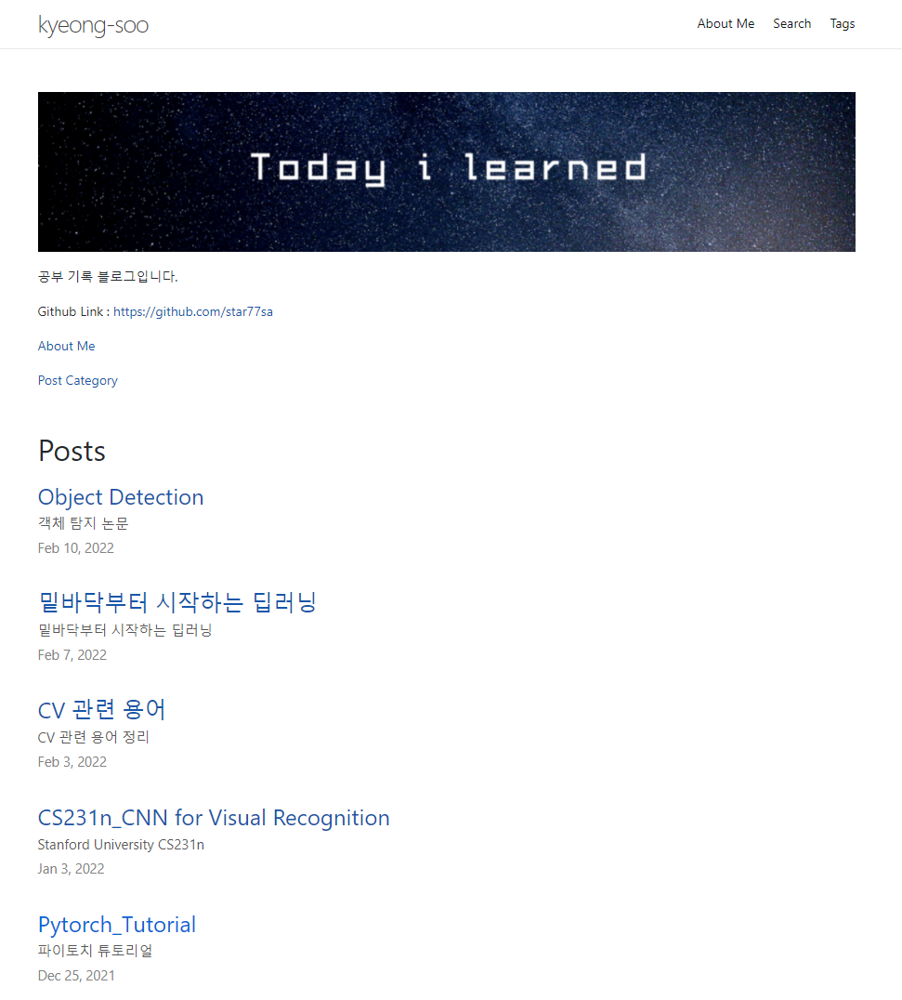 kyeong-soo
About Me Search Tags
Today i learned
공부 기록 블로그입니다.
Github Link : https://github.com/star77sa
About Me
Post Category
Posts
Object Detection
객체 탐지 논문
Feb 10, 2022
밑바닥부터 시작하는 딥러닝
밑바닥부터 시작하는 딥러닝
Feb 7, 2022
CV 관련 용어
CV 관련 용어 정리
Feb 3, 2022
CS231n_CNN for Visual Recognition
Stanford University CS231n
Jan 3, 2022
Pytorch_Tutorial
파이토치 튜토리얼
Dec 25, 2021